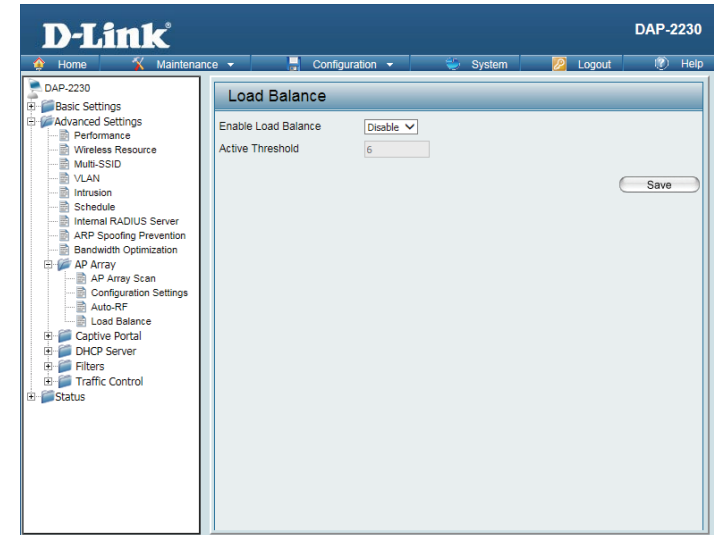 D-Link®
DAP-2230
Home Maintenance Configuration System Logout Help
DAP-2230
Basic Settings
Advanced Settings
Performance
Wireless Resource
Multi-SSID
VLAN
Intrusion
Schedule
Internal RADIUS Server
ARP Spoofing Prevention
Bandwidth Optimization
AP Array
AP Array Scan
Configuration Settings
Auto-RF
Load Balance
Captive Portal
DHCP Server
Filters
Traffic Control
Status
Load Balance
Enable Load Balance Disable
Active Threshold 6
Save